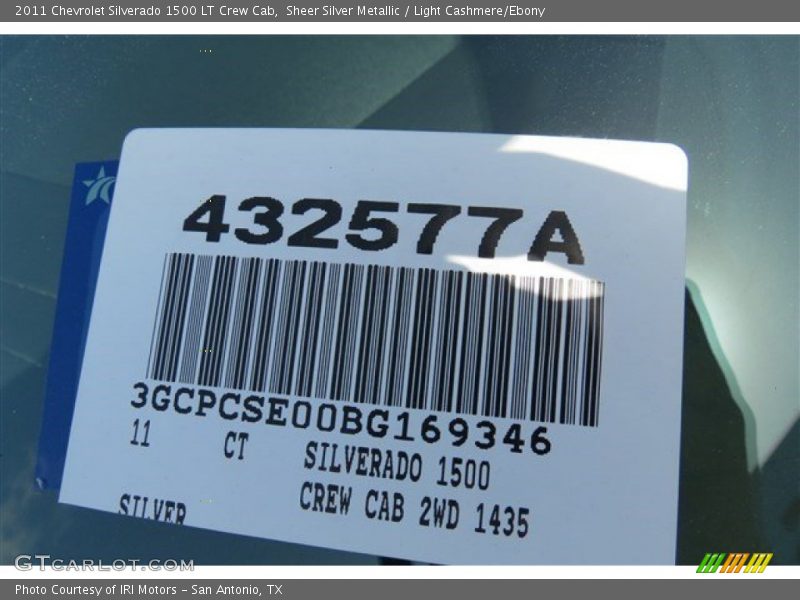 2011 Chevrolet Silverado 1500 LT Crew Cab, Sheer Silver Metallic / Light Cashmere/Ebony
432577A
3GCPCSE00BG169346
11 CT SILVERADO 1500
CREW CAB 2WD 1435
SILVER
GTcarlot.com
Photo Courtesy of IRI Motors - San Antonio, TX